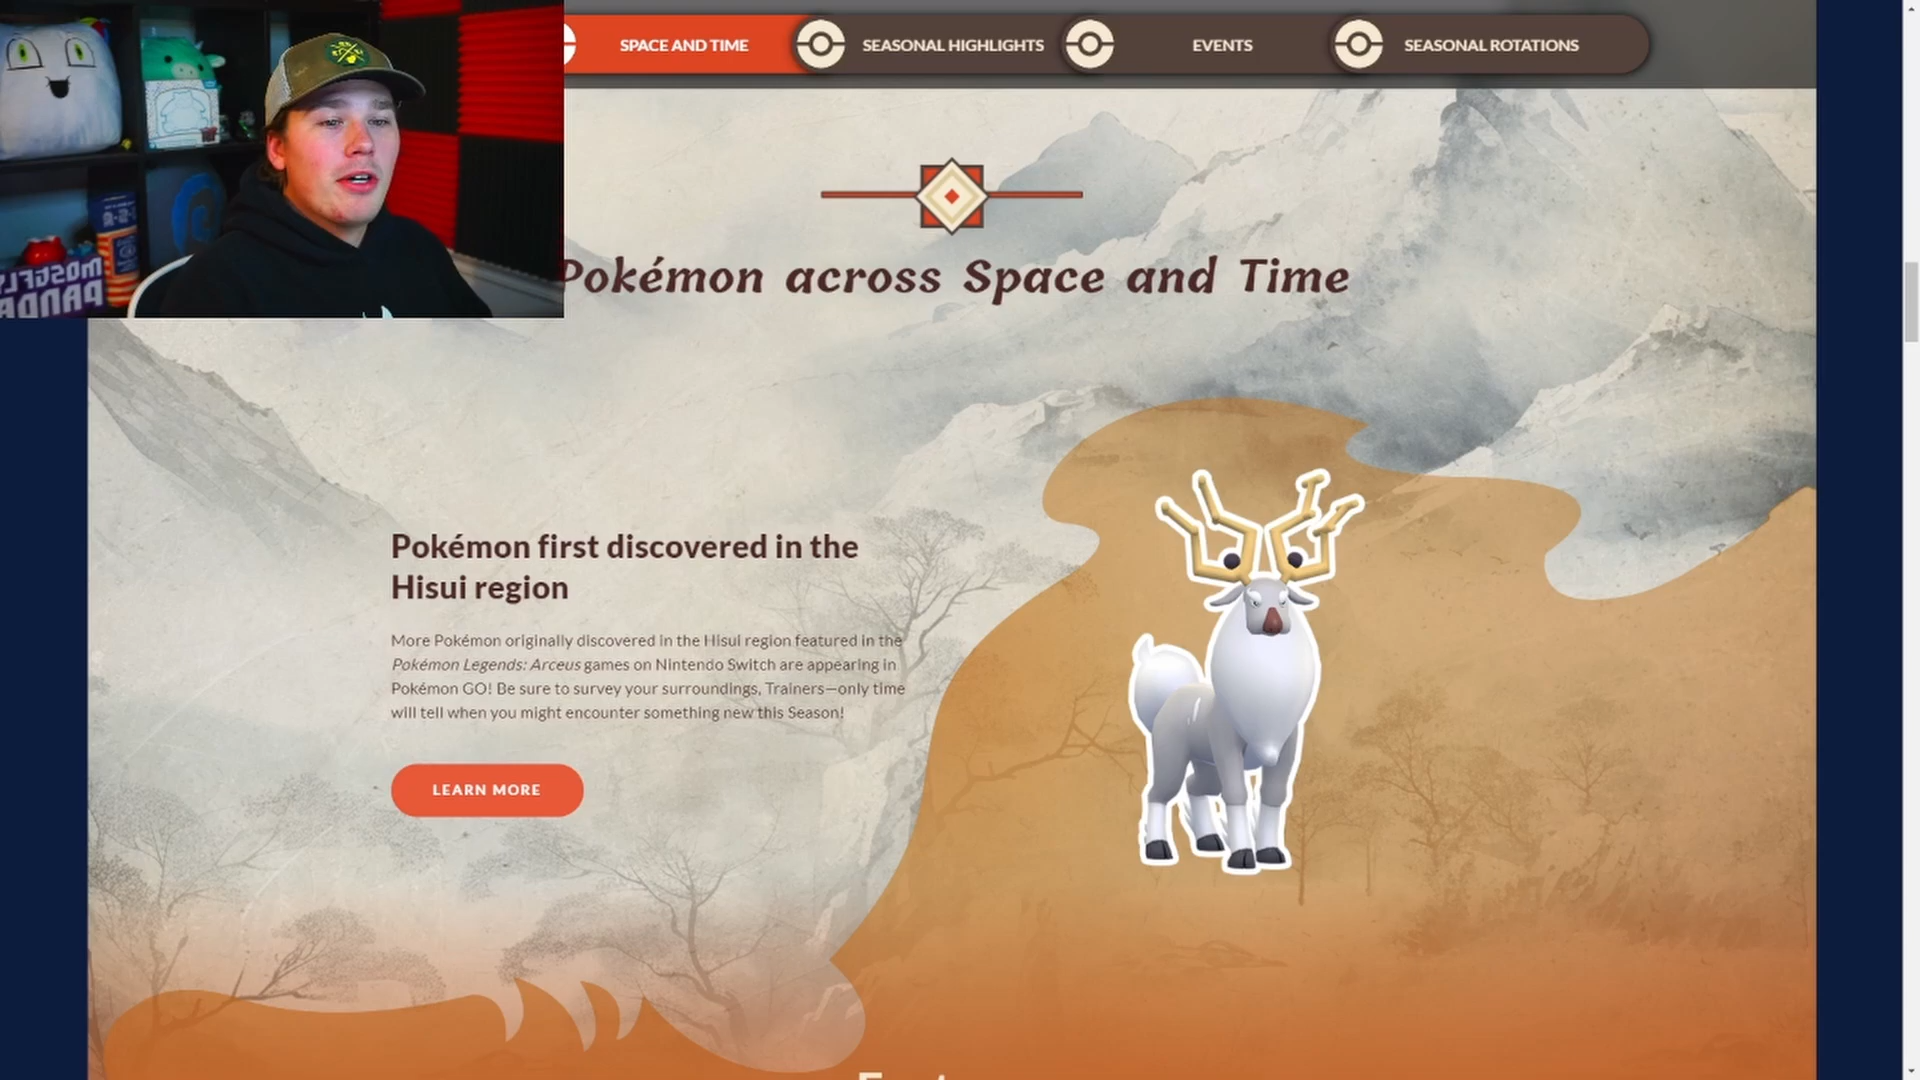 SPACE AND TIME
SEASONAL HIGHLIGHTS
EVENTS
SEASONAL ROTATIONS
MOSTLY
PANDA
Pokémon across Space and Time
Pokémon first discovered in the
Hisui region
More Pokémon originally discovered in the Hisui region featured in the
Pokémon Legends: Arceus games on Nintendo Switch are appearing in
Pokémon GO! Be sure to survey your surroundings, Trainers—only time
will tell when you might encounter something new this Season!
LEARN MORE